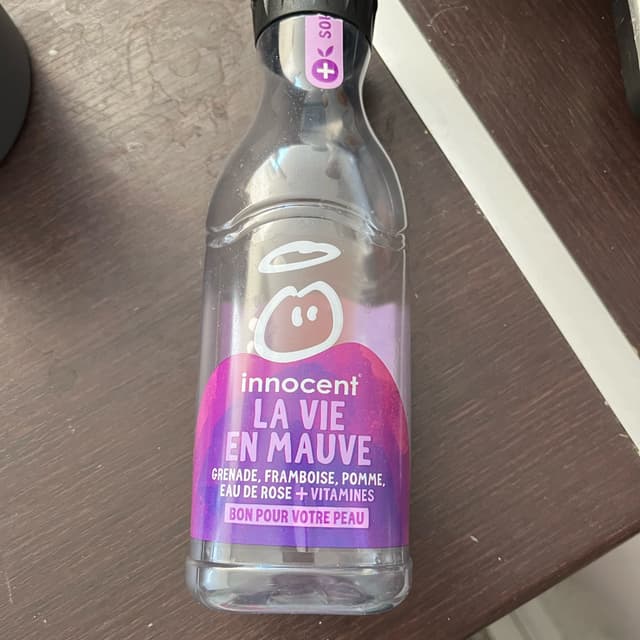 innocent
LA VIE
EN MAUVE
GRENADE, FRAMBOISE, POMME,
EAU DE ROSE + VITAMINES
BON POUR VOTRE PEAU